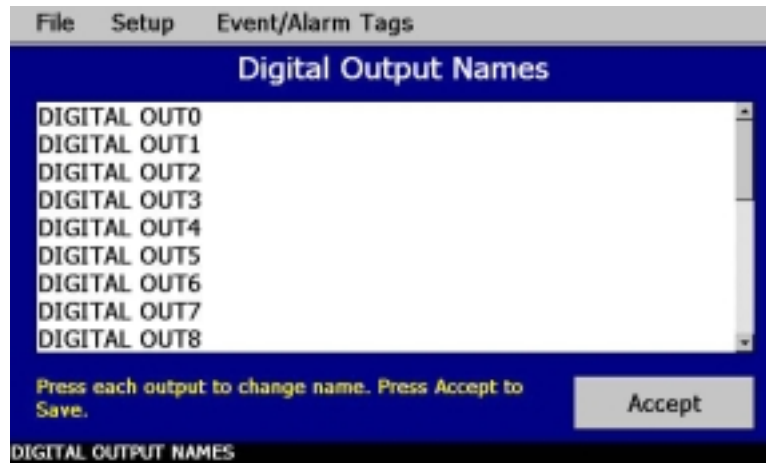 File Setup Event/Alarm Tags
Digital Output Names
DIGITAL OUT0
DIGITAL OUT1
DIGITAL OUT2
DIGITAL OUT3
DIGITAL OUT4
DIGITAL OUT5
DIGITAL OUT6
DIGITAL OUT7
DIGITAL OUT8
Press each output to change name. Press Accept to
Save.
Accept
DIGITAL OUTPUT NAMES